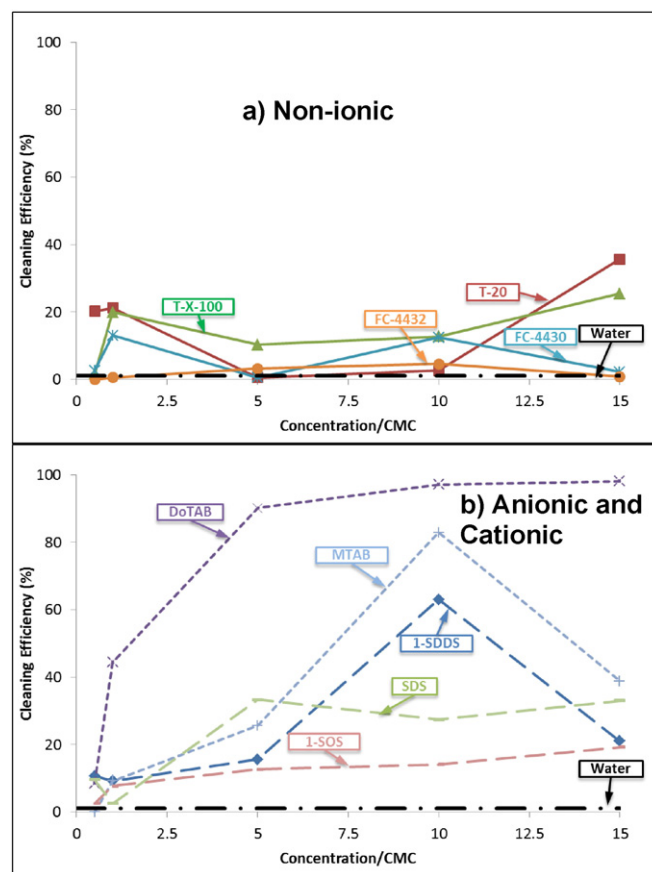 100
a) Non-ionic
80
60
Cleaning Efficiency (%)
40
T-20
T-X-100
FC-4432
FC-4430
Water
20
0
0 2.5 5 7.5 10 12.5 15
Concentration/CMC
100
b) Anionic and
Cationic
DoTAB
80
MTAB
60
Cleaning Efficiency (%)
1-SDDS
40
SDS
20
1-SOS
Water
0
0 2.5 5 7.5 10 12.5 15
Concentration/CMC